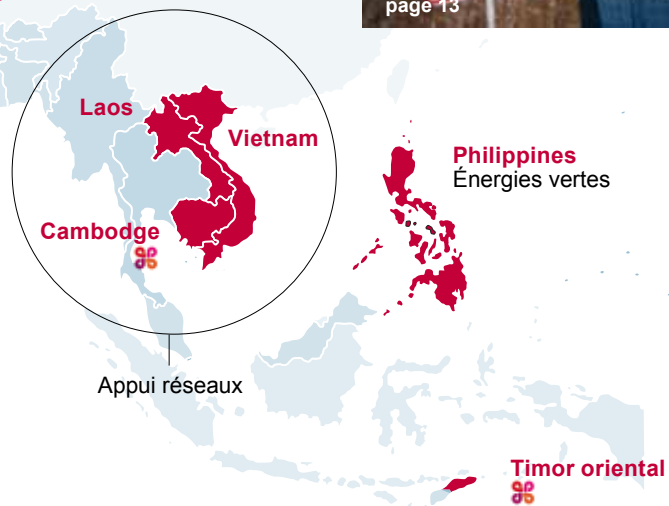 page 13
Laos
Vietnam
Philippines
Énergies vertes
Cambodge
Appui réseaux
Timor oriental